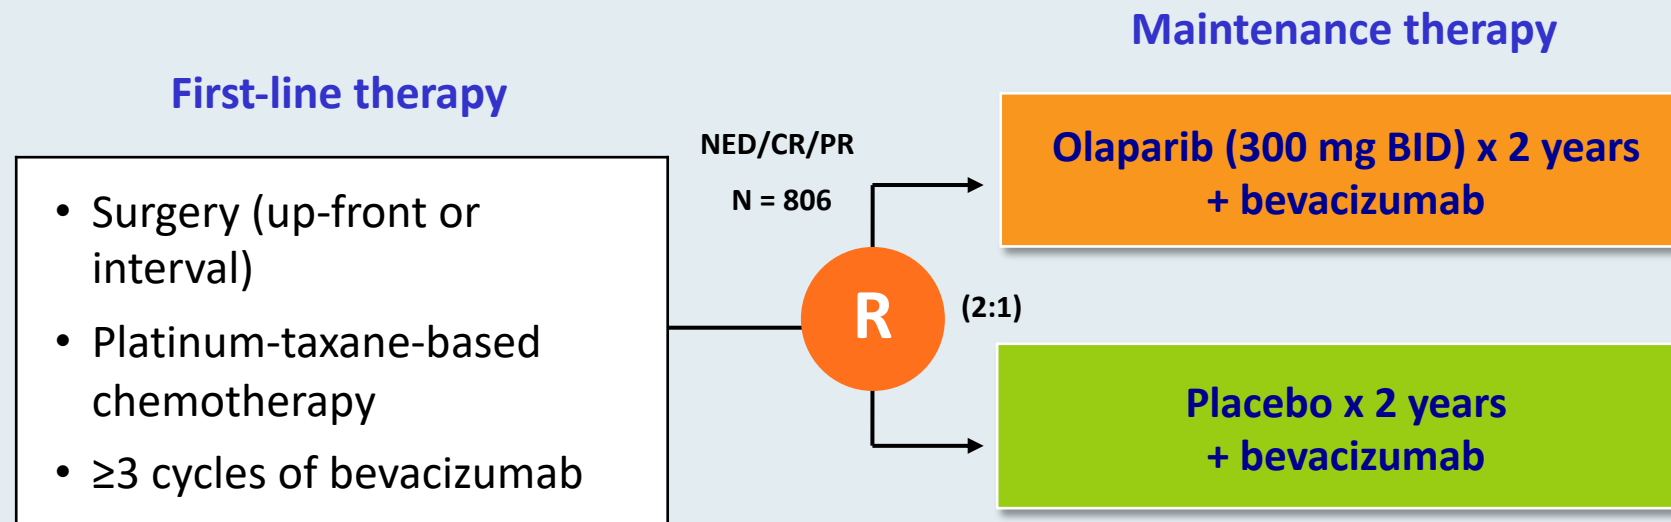 First-line therapy
• Surgery (up-front or
interval)
• Platinum-taxane-based
chemotherapy
• ≥3 cycles of bevacizumab
NED/CR/PR
N = 806
R
(2:1)
Maintenance therapy
Olaparib (300 mg BID) x 2 years
+ bevacizumab
Placebo x 2 years
+ bevacizumab